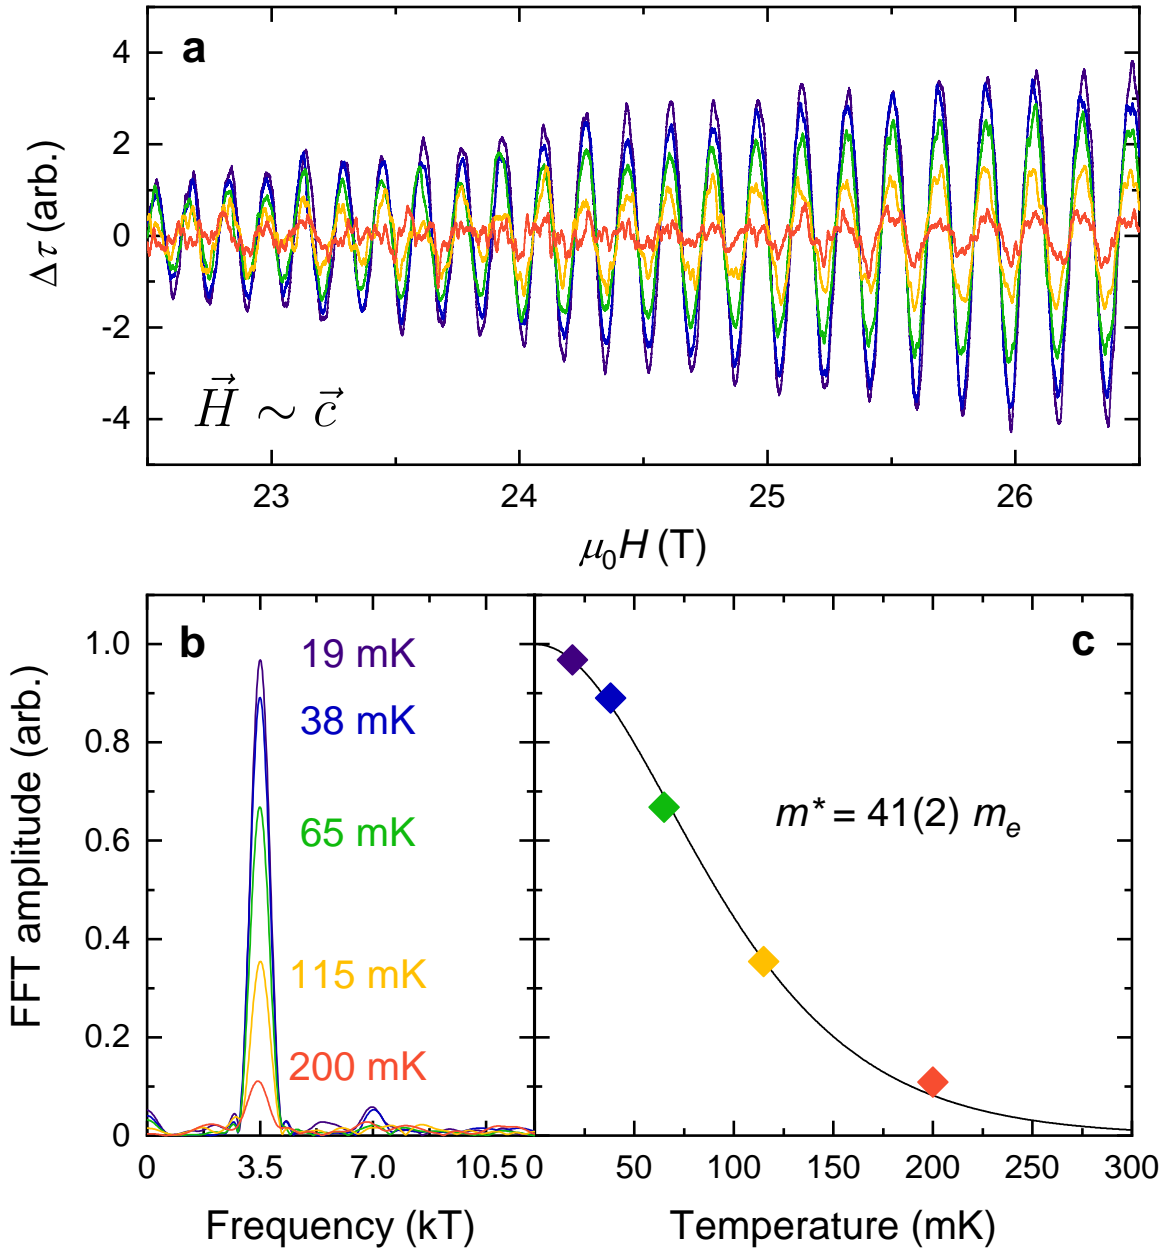 a
4
2
0
-2
-4
Δτ (arb.)
H⃗ ∼ c⃗
23 24 25 26
μ₀H (T)
b
c
1.0
0.8
0.6
0.4
0.2
0
FFT amplitude (arb.)
19 mK
38 mK
65 mK
115 mK
200 mK
m* = 41(2) mₑ
0 3.5 7.0 10.5
0 50 100 150 200 250 300
Frequency (kT)
Temperature (mK)